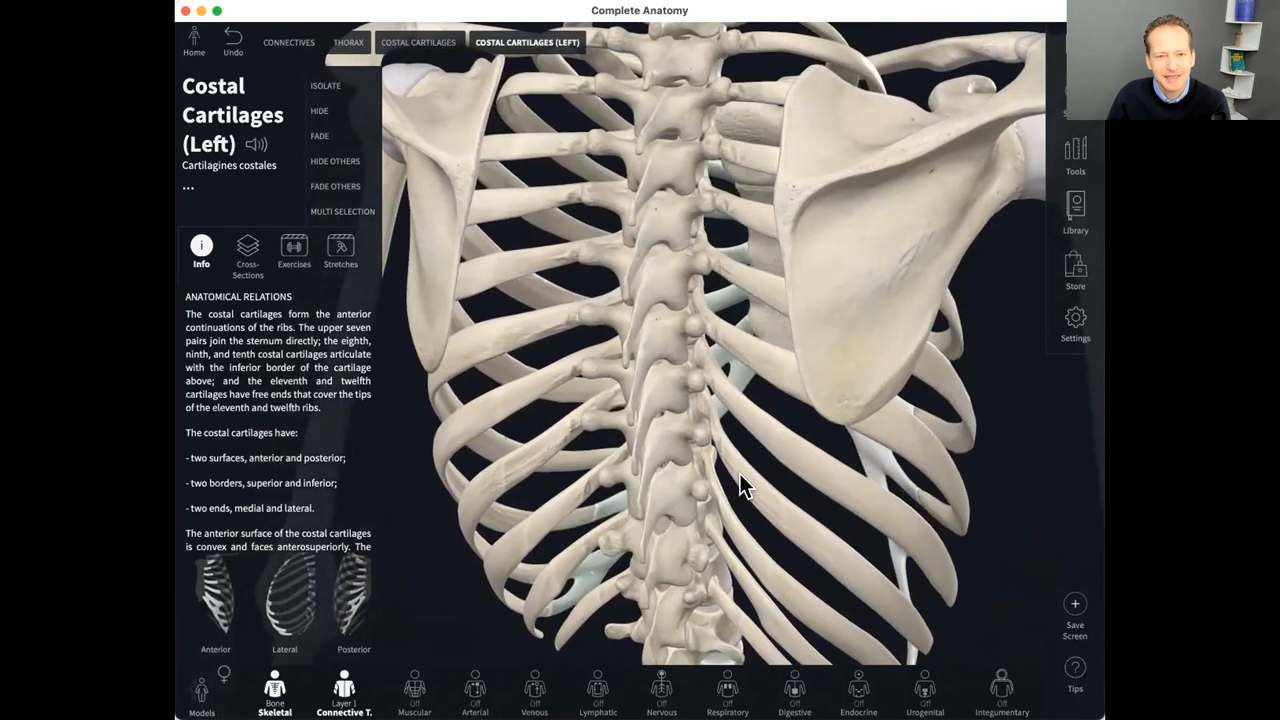 Complete Anatomy
Home
Undo
CONNECTIVES
THORAX
COSTAL CARTILAGES
COSTAL CARTILAGES (LEFT)
Costal
Cartilages
(Left)
Cartilagines costales
...
ISOLATE
HIDE
FADE
HIDE OTHERS
FADE OTHERS
MULTI SELECTION
Info
Cross-
Sections
Exercises
Stretches
ANATOMICAL RELATIONS
The costal cartilages form the anterior
continuations of the ribs. The upper seven
pairs join the sternum directly; the eighth,
ninth, and tenth costal cartilages articulate
with the inferior border of the cartilage
above; and the eleventh and twelfth
cartilages have free ends that cover the tips
of the eleventh and twelfth ribs.
The costal cartilages have:
- two surfaces, anterior and posterior;
- two borders, superior and inferior;
- two ends, medial and lateral.
The anterior surface of the costal cartilages
is convex and faces anterosuperiorly. The
Anterior
Lateral
Posterior
Tools
Library
Store
Settings
Save
Screen
Tips
Models
Bone
Skeletal
Layer 1
Connective T.
Off
Muscular
Off
Arterial
Off
Venous
Off
Lymphatic
Off
Nervous
Off
Respiratory
Off
Digestive
Off
Endocrine
Off
Urogenital
Off
Integumentary